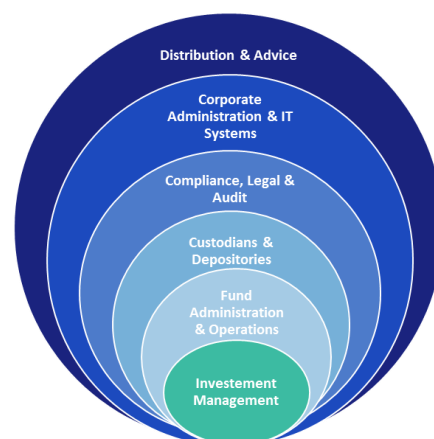 Distribution & Advice
Corporate
Administration & IT
Systems
Compliance, Legal &
Audit
Custodians &
Depositories
Fund
Administration
& Operations
Investement
Management